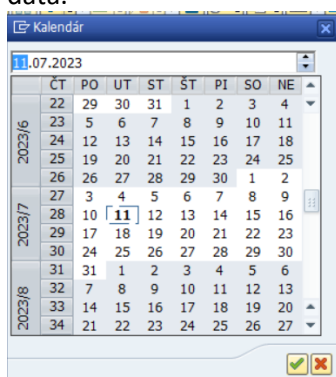 data:
Kalendár
11.07.2023
ČT PO UT ST ŠT PI SO NE
2023/6
22 29 30 31 1 2 3 4
23 5 6 7 8 9 10 11
24 12 13 14 15 16 17 18
25 19 20 21 22 23 24 25
26 26 27 28 29 30 1 2
2023/7
27 3 4 5 6 7 8 9
28 10 11 12 13 14 15 16
29 17 18 19 20 21 22 23
30 24 25 26 27 28 29 30
2023/8
31 31 1 2 3 4 5 6
32 7 8 9 10 11 12 13
33 14 15 16 17 18 19 20
34 21 22 23 24 25 26 27